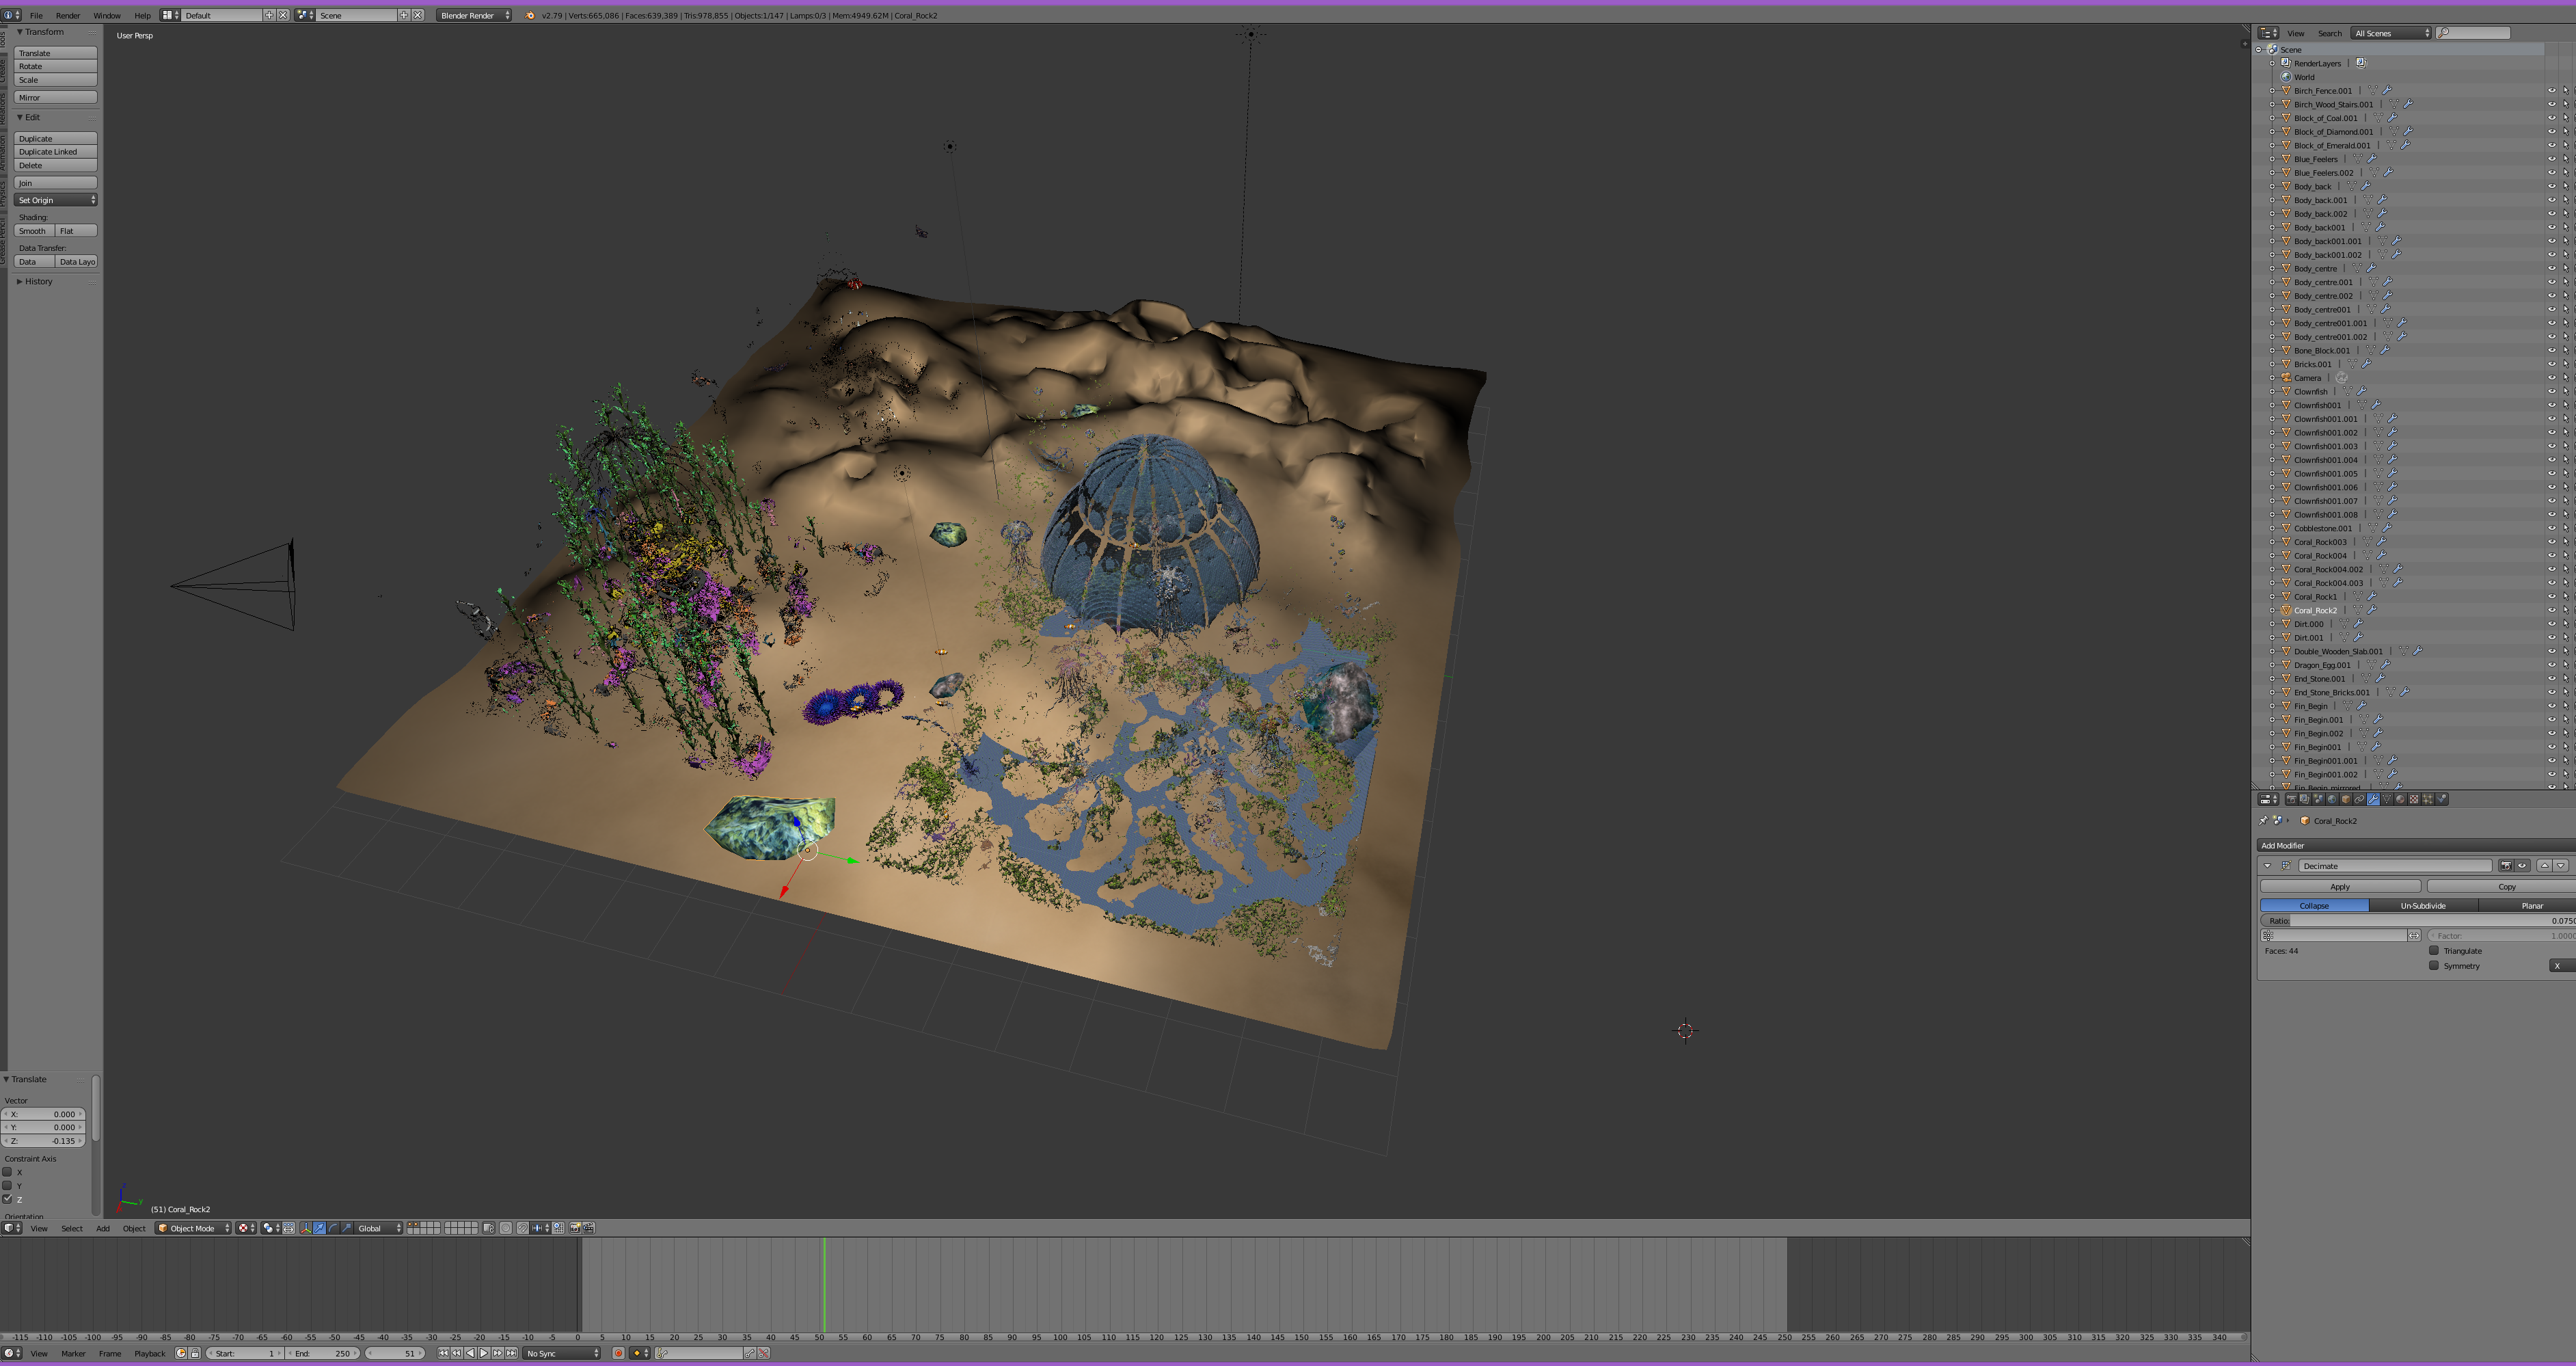 File Render Window Help Default Scene Blender Render v2.79 | Verts:665,086 | Faces:639,389 | Tris:978,855 | Objects:1/147 | Lamps:0/3 | Mem:4949.62M | Coral_Rock2
Tools
Create
Relations
Animation
Physics
Grease Pencil
Transform
Translate
Rotate
Scale
Mirror
Edit
Duplicate
Duplicate Linked
Delete
Join
Set Origin
Shading:
Smooth Flat
Data Transfer:
Data Data Layo
History
Translate
Vector
X: 0.000
Y: 0.000
Z: -0.135
Constraint Axis
X
Y
Z
Orientation
User Persp
(51) Coral_Rock2
View Select Add Object Object Mode Global
-115 -110 -105 -100 -95 -90 -85 -80 -75 -70 -65 -60 -55 -50 -45 -40 -35 -30 -25 -20 -15 -10 -5 0 5 10 15 20 25 30 35 40 45 50 55 60 65 70 75 80 85 90 95 100 105 110 115 120 125 130 135 140 145 150 155 160 165 170 175 180 185 190 195 200 205 210 215 220 225 230 235 240 245 250 255 260 265 270 275 280 285 290 295 300 305 310 315 320 325 330 335 340
View Marker Frame Playback Start: 1 End: 250 51 No Sync
View Search All Scenes
Scene
RenderLayers |
World
Birch_Fence.001 |
Birch_Wood_Stairs.001 |
Block_of_Coal.001 |
Block_of_Diamond.001 |
Block_of_Emerald.001 |
Blue_Feelers |
Blue_Feelers.002 |
Body_back |
Body_back.001 |
Body_back.002 |
Body_back001 |
Body_back001.001 |
Body_back001.002 |
Body_centre |
Body_centre.001 |
Body_centre.002 |
Body_centre001 |
Body_centre001.001 |
Body_centre001.002 |
Bone_Block.001 |
Bricks.001 |
Camera |
Clownfish |
Clownfish001 |
Clownfish001.001 |
Clownfish001.002 |
Clownfish001.003 |
Clownfish001.004 |
Clownfish001.005 |
Clownfish001.006 |
Clownfish001.007 |
Clownfish001.008 |
Cobblestone.001 |
Coral_Rock003 |
Coral_Rock004 |
Coral_Rock004.002 |
Coral_Rock004.003 |
Coral_Rock1 |
Coral_Rock2 |
Dirt.000 |
Dirt.001 |
Double_Wooden_Slab.001 |
Dragon_Egg.001 |
End_Stone.001 |
End_Stone_Bricks.001 |
Fin_Begin |
Fin_Begin.001 |
Fin_Begin.002 |
Fin_Begin001 |
Fin_Begin001.001 |
Fin_Begin001.002 |
Fin_Begin_mirrored
Coral_Rock2
Add Modifier
Decimate
Apply Copy
Collapse Un-Subdivide Planar
Ratio: 0.0750
Factor: 1.0000
Faces: 44 Triangulate
Symmetry X